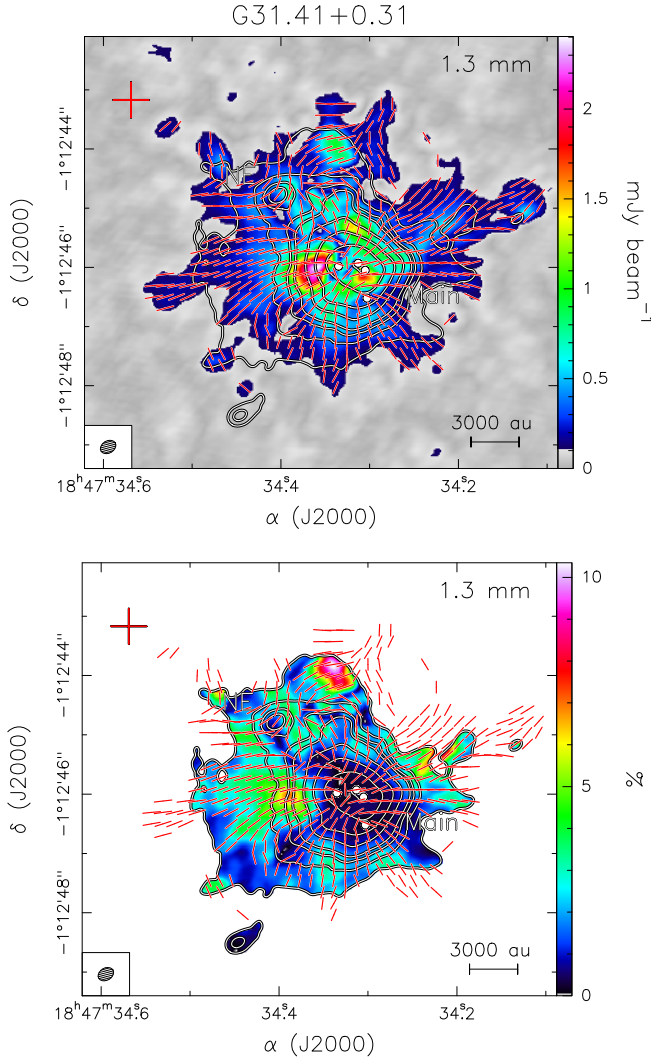 G31.41+0.31
1.3 mm
NE
Main
3000 au
−1°12'44"
−1°12'46"
−1°12'48"
δ (J2000)
18ʰ47ᵐ34ˢ.6
34ˢ.4
34ˢ.2
α (J2000)
0
0.5
1
1.5
2
mJy beam⁻¹
1.3 mm
NE
Main
3000 au
−1°12'44"
−1°12'46"
−1°12'48"
δ (J2000)
18ʰ47ᵐ34ˢ.6
34ˢ.4
34ˢ.2
α (J2000)
0
5
10
%